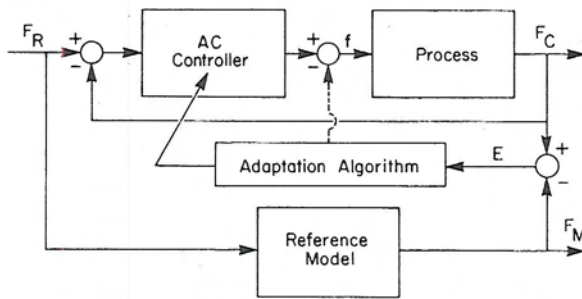 F_R
+
-
AC
Controller
+
-
f
Process
F_C
Adaptation Algorithm
E
+
-
Reference
Model
F_M